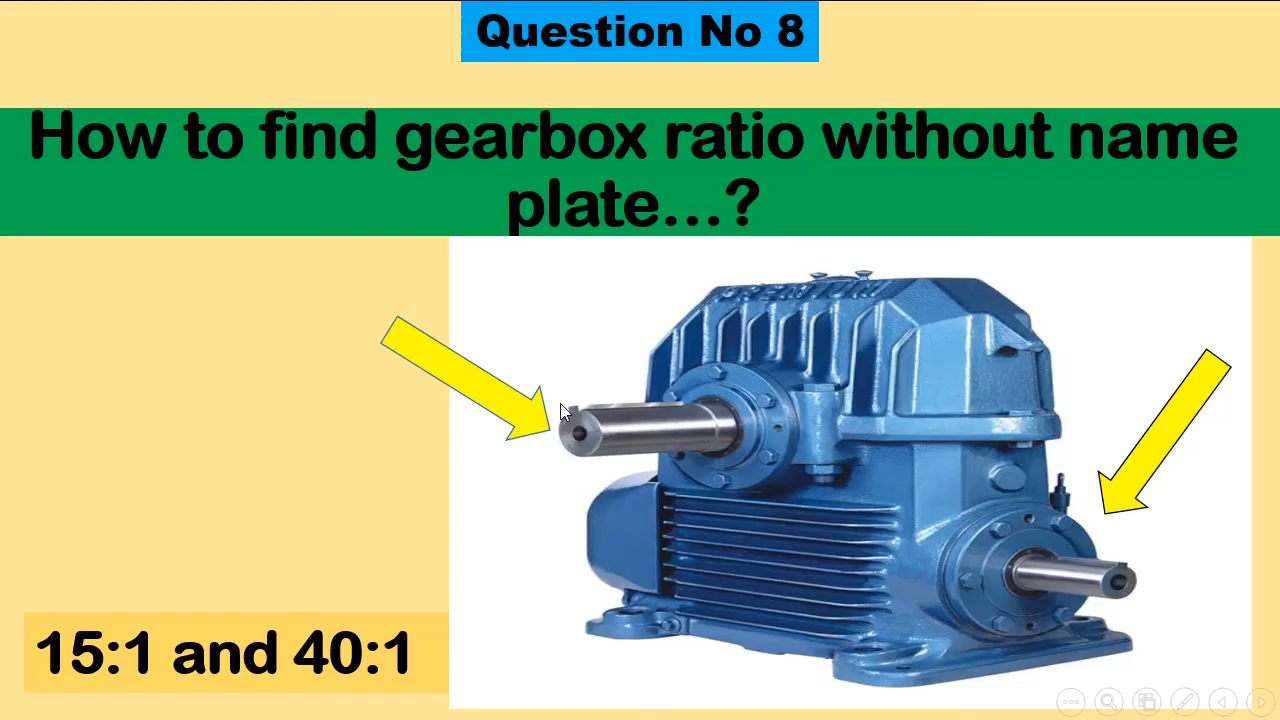 Question No 8
How to find gearbox ratio without name
plate...?
15:1 and 40:1